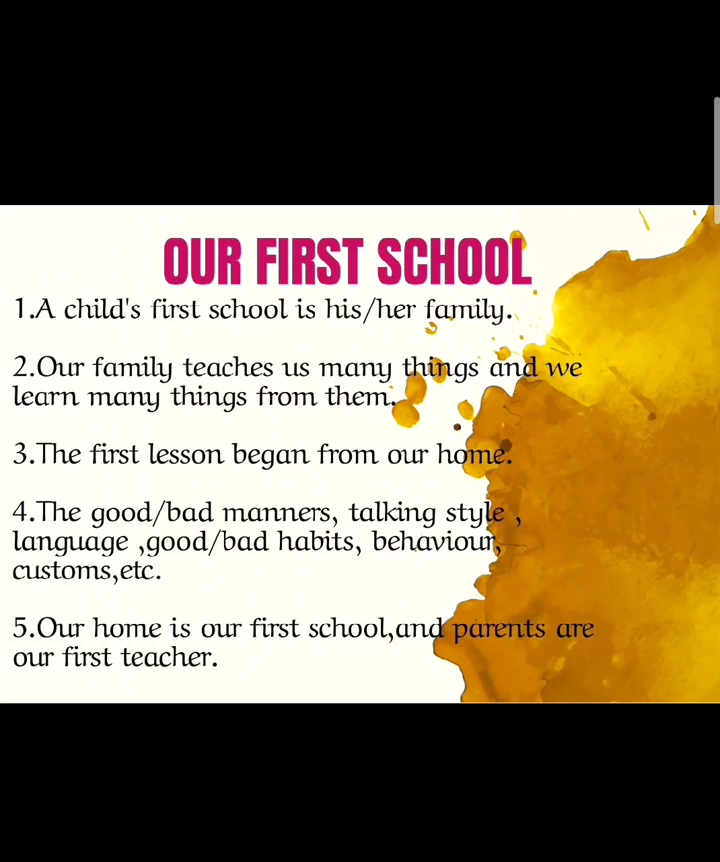 OUR FIRST SCHOOL
1.A child's first school is his/her family.
2.Our family teaches us many things and we
learn many things from them.
3.The first lesson began from our home.
4.The good/bad manners, talking style ,
language ,good/bad habits, behaviour,
customs,etc.
5.Our home is our first school,and parents are
our first teacher.